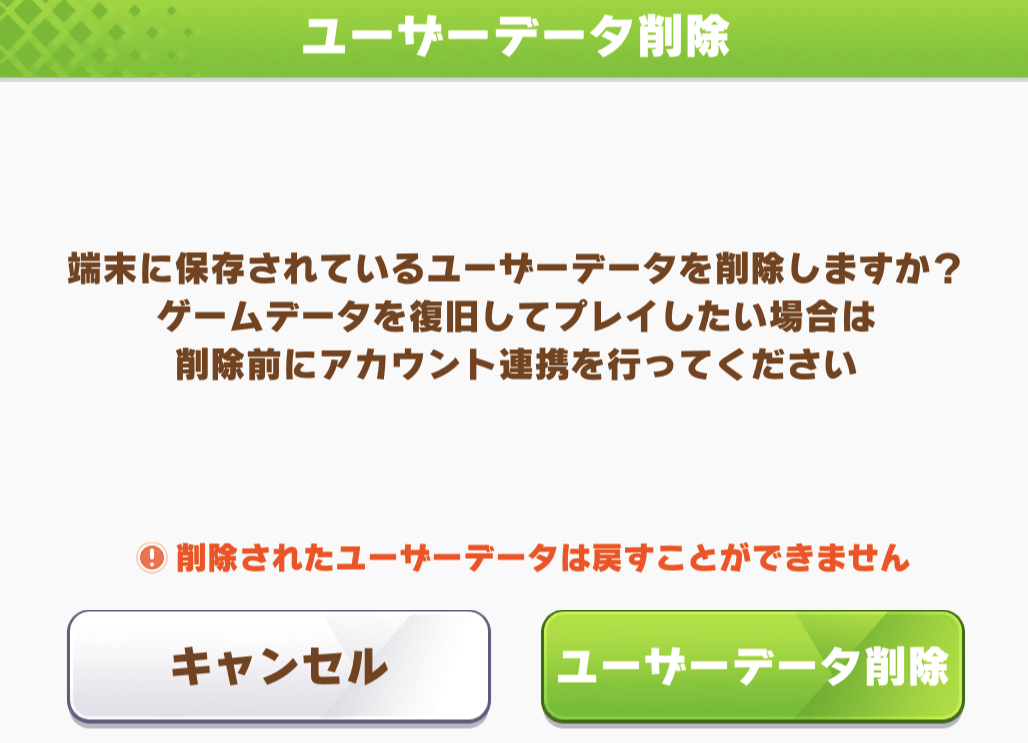 ユーザーデータ削除
端末に保存されているユーザーデータを削除しますか？
ゲームデータを復旧してプレイしたい場合は
削除前にアカウント連携を行ってください
削除されたユーザーデータは戻すことができません
キャンセル
ユーザーデータ削除